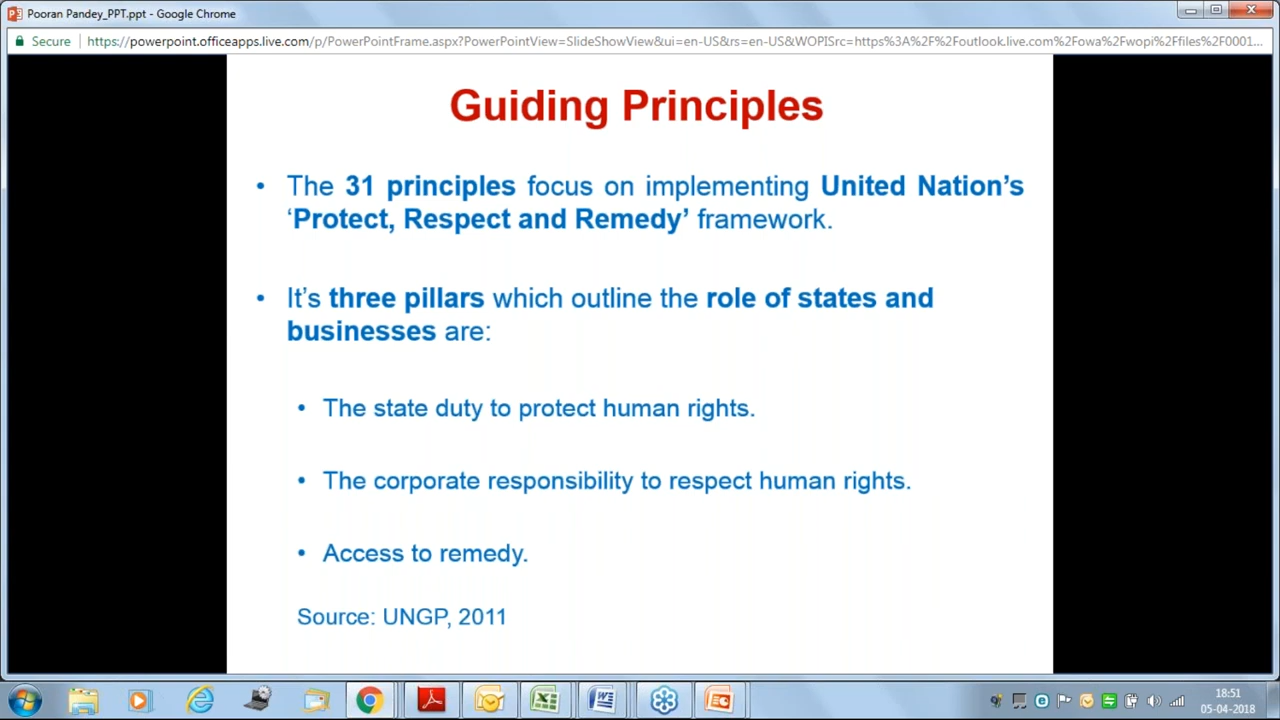 Pooran Pandey_PPT.ppt - Google Chrome
Secure
https://powerpoint.officeapps.live.com/p/PowerPointFrame.aspx?PowerPointView=SlideShowView&ui=en-US&rs=en-US&WOPISrc=https%3A%2F%2Foutlook.live.com%2Fowa%2Fwopi%2Ffiles%2F0001...
Guiding Principles
• The 31 principles focus on implementing United Nation’s
‘Protect, Respect and Remedy’ framework.
• It’s three pillars which outline the role of states and
businesses are:
• The state duty to protect human rights.
• The corporate responsibility to respect human rights.
• Access to remedy.
Source: UNGP, 2011
18:51
05-04-2018